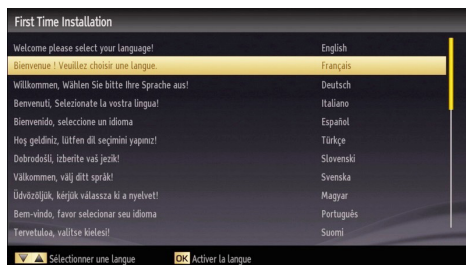 First Time Installation
Welcome please select your language! English
Bienvenue ! Veuillez choisir une langue. Français
Willkommen, Wählen Sie bitte Ihre Sprache aus! Deutsch
Benvenuti, Selezionate la vostra lingua! Italiano
Bienvenido, seleccione un idioma Español
Hoş geldiniz, lütfen dil seçimini yapınız! Türkçe
Dobrodošli, izberite vaš jezik! Slovenski
Välkommen, välj ditt språk! Svenska
Üdvözöljük, kérjük válassza ki a nyelvet! Magyar
Bem-vindo, favor selecionar seu idioma Português
Tervetuloa, valitse kielesi! Suomi
Sélectionner une langue OK Activer la langue